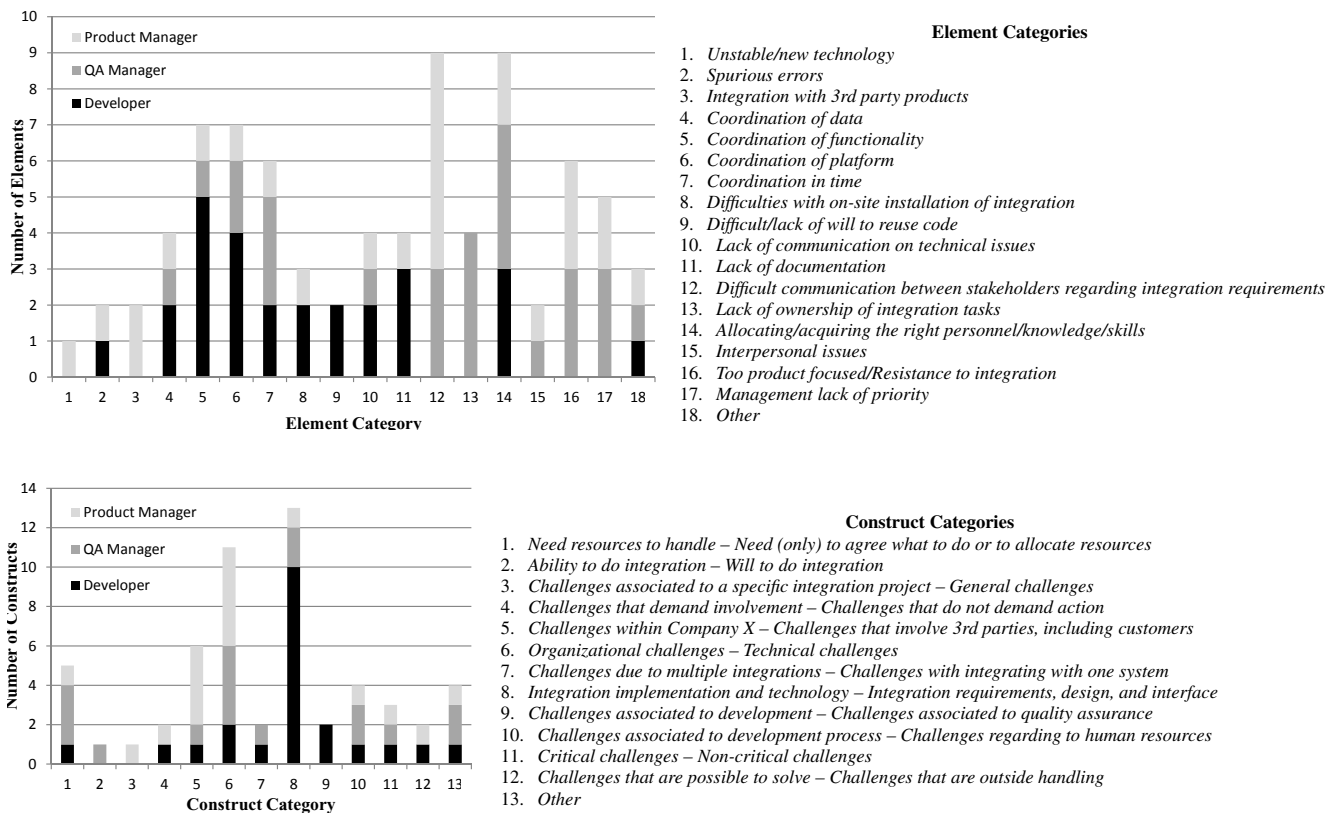 10
9
8
7
6
5
4
3
2
1
0
Number of Elements
Product Manager
QA Manager
Developer
1 2 3 4 5 6 7 8 9 10 11 12 13 14 15 16 17 18
Element Category
Element Categories
1. Unstable/new technology
2. Spurious errors
3. Integration with 3rd party products
4. Coordination of data
5. Coordination of functionality
6. Coordination of platform
7. Coordination in time
8. Difficulties with on-site installation of integration
9. Difficult/lack of will to reuse code
10. Lack of communication on technical issues
11. Lack of documentation
12. Difficult communication between stakeholders regarding integration requirements
13. Lack of ownership of integration tasks
14. Allocating/acquiring the right personnel/knowledge/skills
15. Interpersonal issues
16. Too product focused/Resistance to integration
17. Management lack of priority
18. Other
14
12
10
8
6
4
2
0
Number of Constructs
Product Manager
QA Manager
Developer
1 2 3 4 5 6 7 8 9 10 11 12 13
Construct Category
Construct Categories
1. Need resources to handle – Need (only) to agree what to do or to allocate resources
2. Ability to do integration – Will to do integration
3. Challenges associated to a specific integration project – General challenges
4. Challenges that demand involvement – Challenges that do not demand action
5. Challenges within Company X – Challenges that involve 3rd parties, including customers
6. Organizational challenges – Technical challenges
7. Challenges due to multiple integrations – Challenges with integrating with one system
8. Integration implementation and technology – Integration requirements, design, and interface
9. Challenges associated to development – Challenges associated to quality assurance
10. Challenges associated to development process – Challenges regarding to human resources
11. Critical challenges – Non-critical challenges
12. Challenges that are possible to solve – Challenges that are outside handling
13. Other